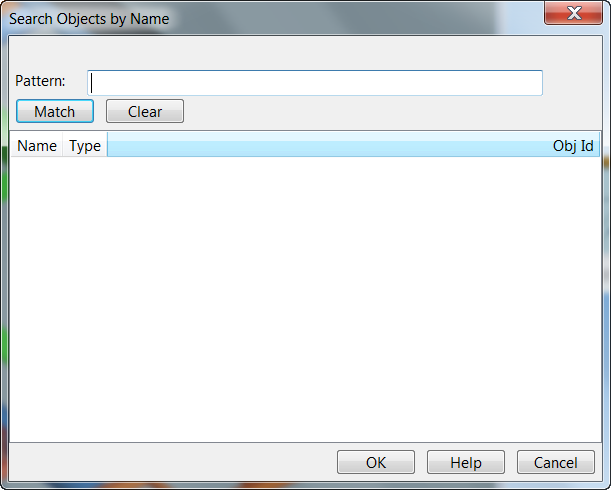 Search Objects by Name
Pattern:
Match Clear
Name Type Obj Id
OK Help Cancel